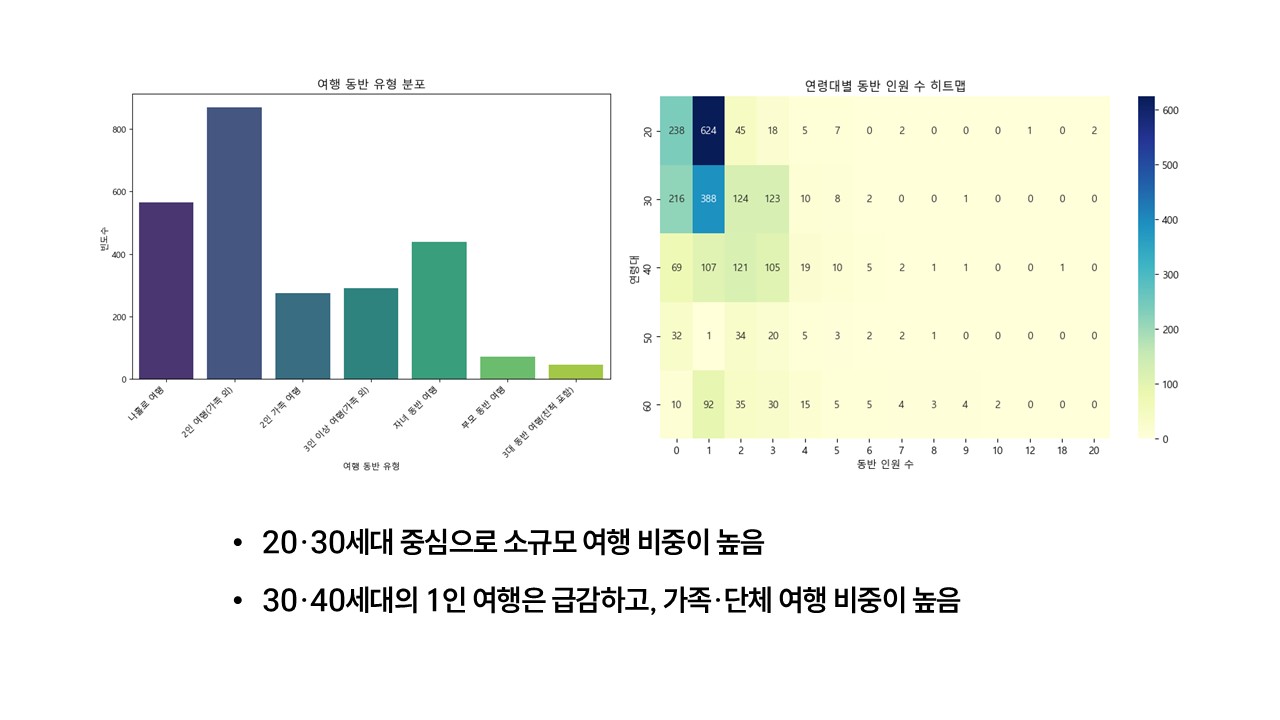 여행 동반 유형 분포
빈도수
800
600
400
200
0
나홀로 여행
2인 여행(가족 외)
2인 가족 여행
3인 이상 여행(가족 외)
자녀 동반 여행
부모 동반 여행
3대 동반 여행(친척 포함)
여행 동반 유형
연령대별 동반 인원 수 히트맵
연령대
20 238 624 45 18 5 7 0 2 0 0 0 1 0 2
30 216 388 124 123 10 8 2 0 0 1 0 0 0 0
40 69 107 121 105 19 10 5 2 1 1 0 0 1 0
50 32 1 34 20 5 3 2 2 1 0 0 0 0 0
60 10 92 35 30 15 5 5 4 3 4 2 0 0 0
0 1 2 3 4 5 6 7 8 9 10 12 18 20
동반 인원 수
600
500
400
300
200
100
0
• 20·30세대 중심으로 소규모 여행 비중이 높음
• 30·40세대의 1인 여행은 급감하고, 가족·단체 여행 비중이 높음